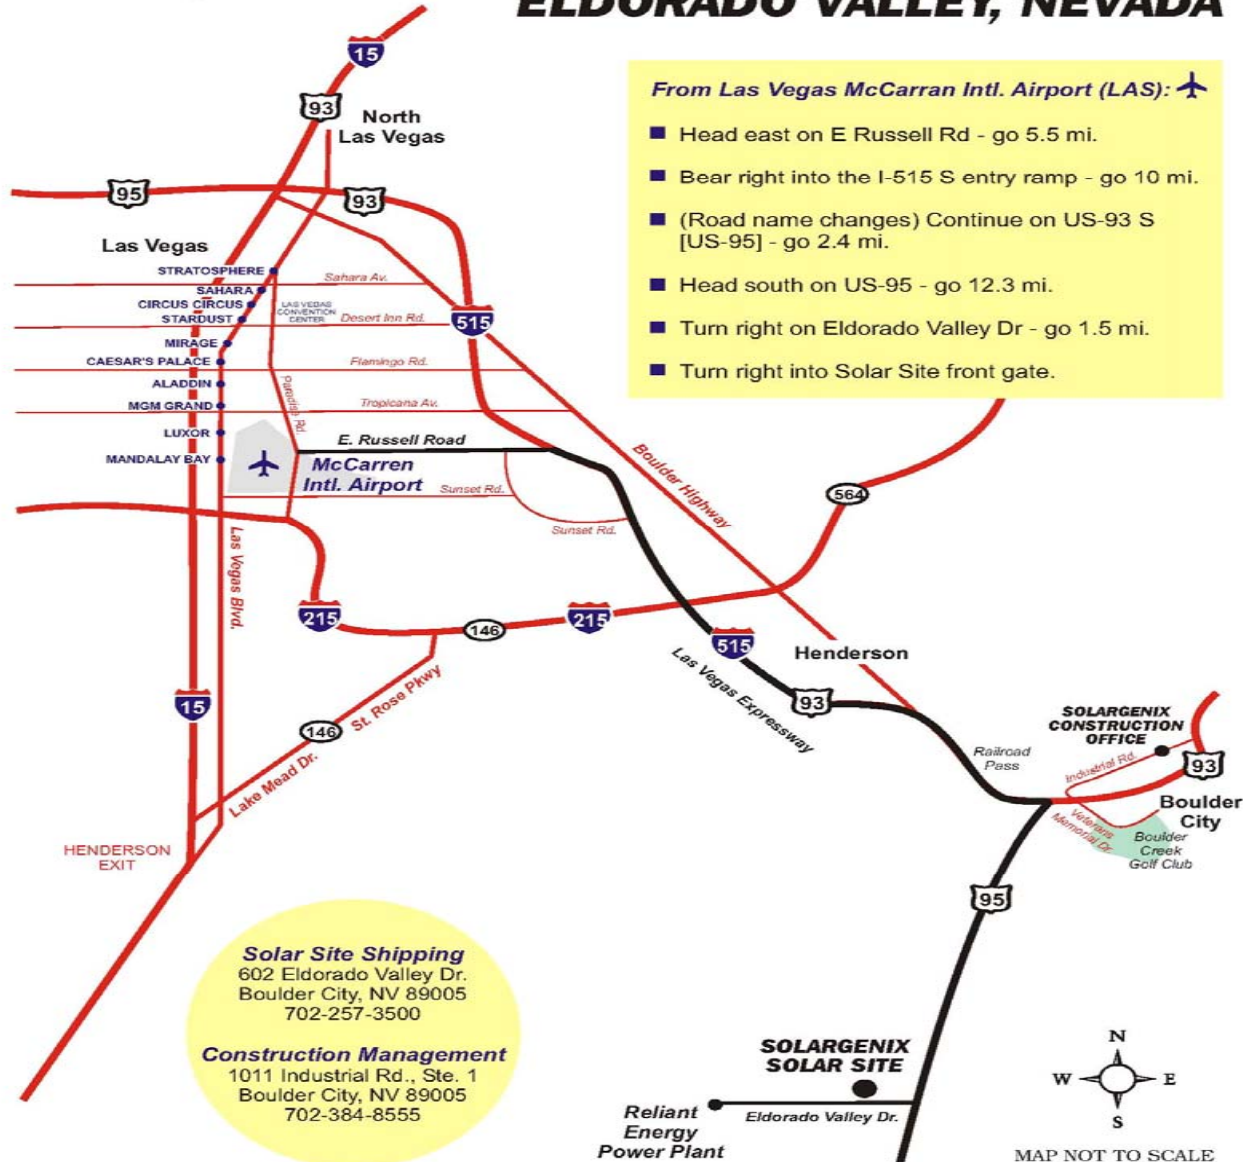 ELDORADO VALLEY, NEVADA
From Las Vegas McCarran Intl. Airport (LAS):
Head east on E Russell Rd - go 5.5 mi.
Bear right into the I-515 S entry ramp - go 10 mi.
(Road name changes) Continue on US-93 S
[US-95] - go 2.4 mi.
Head south on US-95 - go 12.3 mi.
Turn right on Eldorado Valley Dr - go 1.5 mi.
Turn right into Solar Site front gate.
15
93
North
Las Vegas
95
93
Las Vegas
STRATOSPHERE
Sahara Av.
SAHARA
CIRCUS CIRCUS
LAS VEGAS
CONVENTION
CENTER
STARDUST
Desert Inn Rd.
515
MIRAGE
CAESAR'S PALACE
Flamingo Rd.
ALADDIN
Paradise Rd.
MGM GRAND
Tropicana Av.
LUXOR
E. Russell Road
MANDALAY BAY
McCarren
Intl. Airport
Sunset Rd.
Boulder Highway
564
Sunset Rd.
Las Vegas Blvd.
215
146
215
515
Henderson
Las Vegas Expressway
93
15
146
St. Rose Pkwy
Lake Mead Dr.
SOLARGENIX
CONSTRUCTION
OFFICE
Railroad
Pass
Industrial Rd.
93
Boulder
City
Veterans
Memorial Dr.
Boulder
Creek
Golf Club
HENDERSON
EXIT
95
Solar Site Shipping
602 Eldorado Valley Dr.
Boulder City, NV 89005
702-257-3500
Construction Management
1011 Industrial Rd., Ste. 1
Boulder City, NV 89005
702-384-8555
SOLARGENIX
SOLAR SITE
Reliant
Energy
Power Plant
Eldorado Valley Dr.
N
W
E
S
MAP NOT TO SCALE